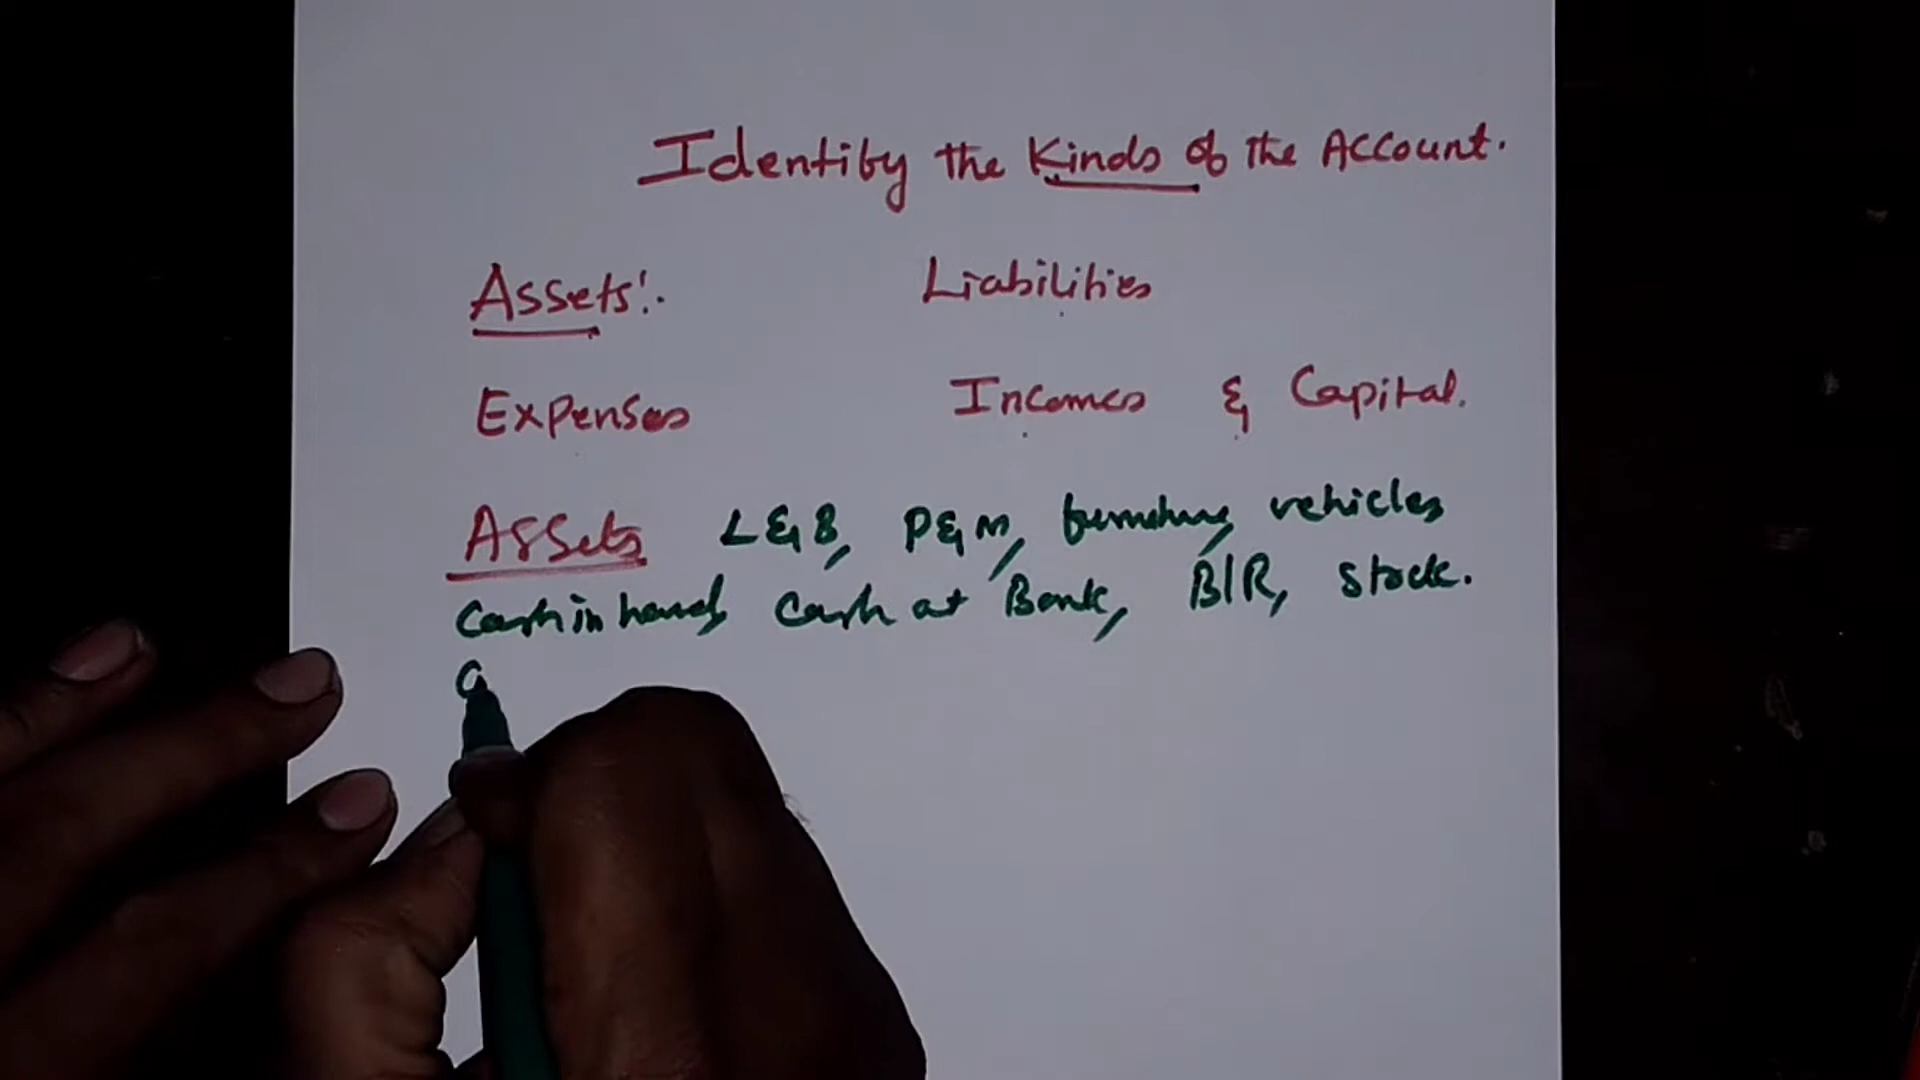 Identify the Kinds of the Account.
Assets:- Liabilities
Expenses Incomes & Capital.
Assets L&B, P&M, furniture, vehicles
Cash in hand, Cash at Bank, B/R, Stock.